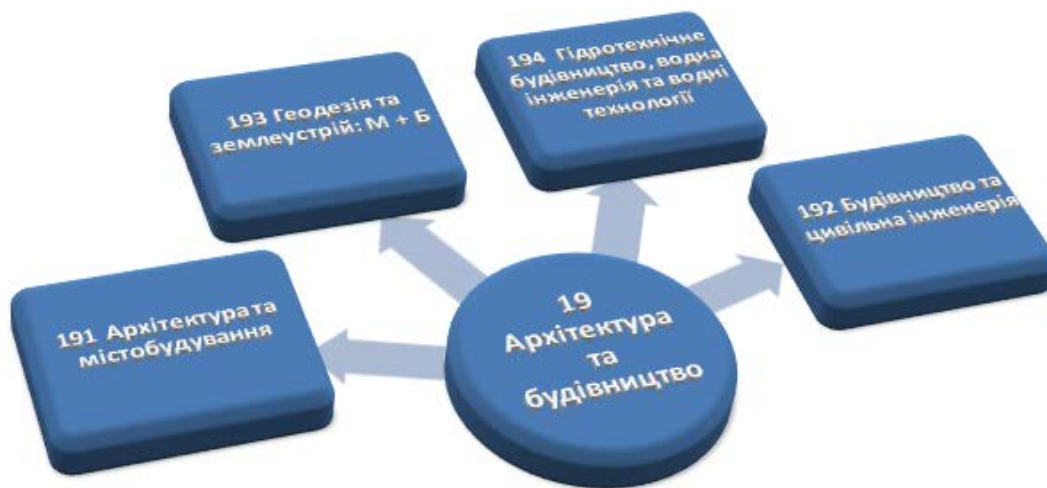 194 Гідротехнічне
будівництво, водна
інженерія та водні
технології
193 Геодезія та
землеустрій: М + Б
192 Будівництво та
цивільна інженерія
191 Архітектура та
містобудування
19
Архітектура
та
будівництво